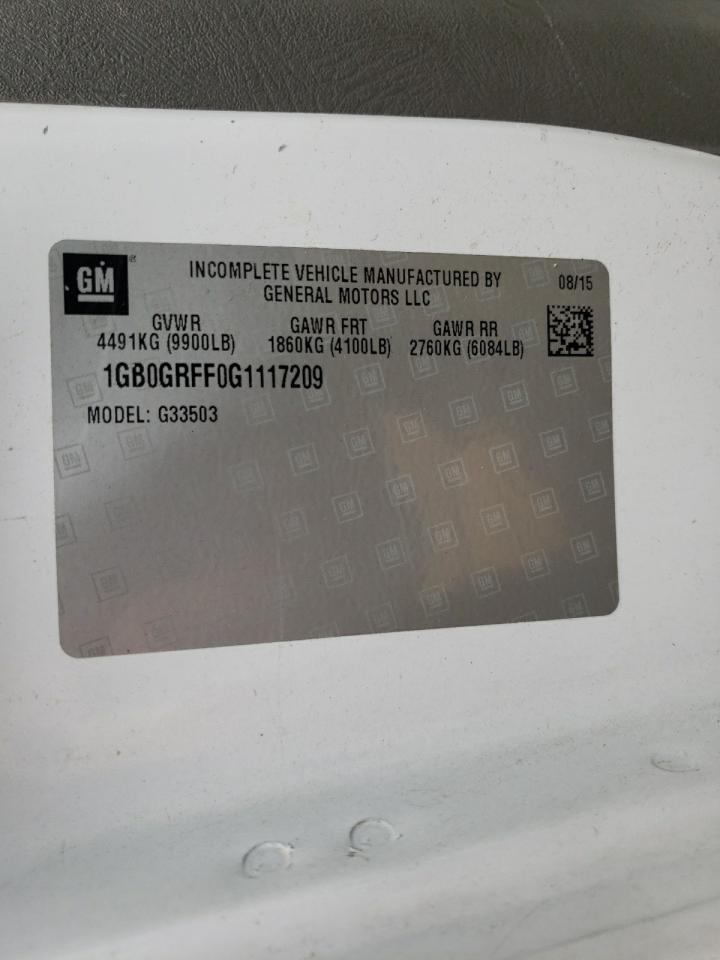 GM
INCOMPLETE VEHICLE MANUFACTURED BY
GENERAL MOTORS LLC
08/15
GVWR GAWR FRT GAWR RR
4491KG (9900LB) 1860KG (4100LB) 2760KG (6084LB)
1GB0GRFF0G1117209
MODEL: G33503